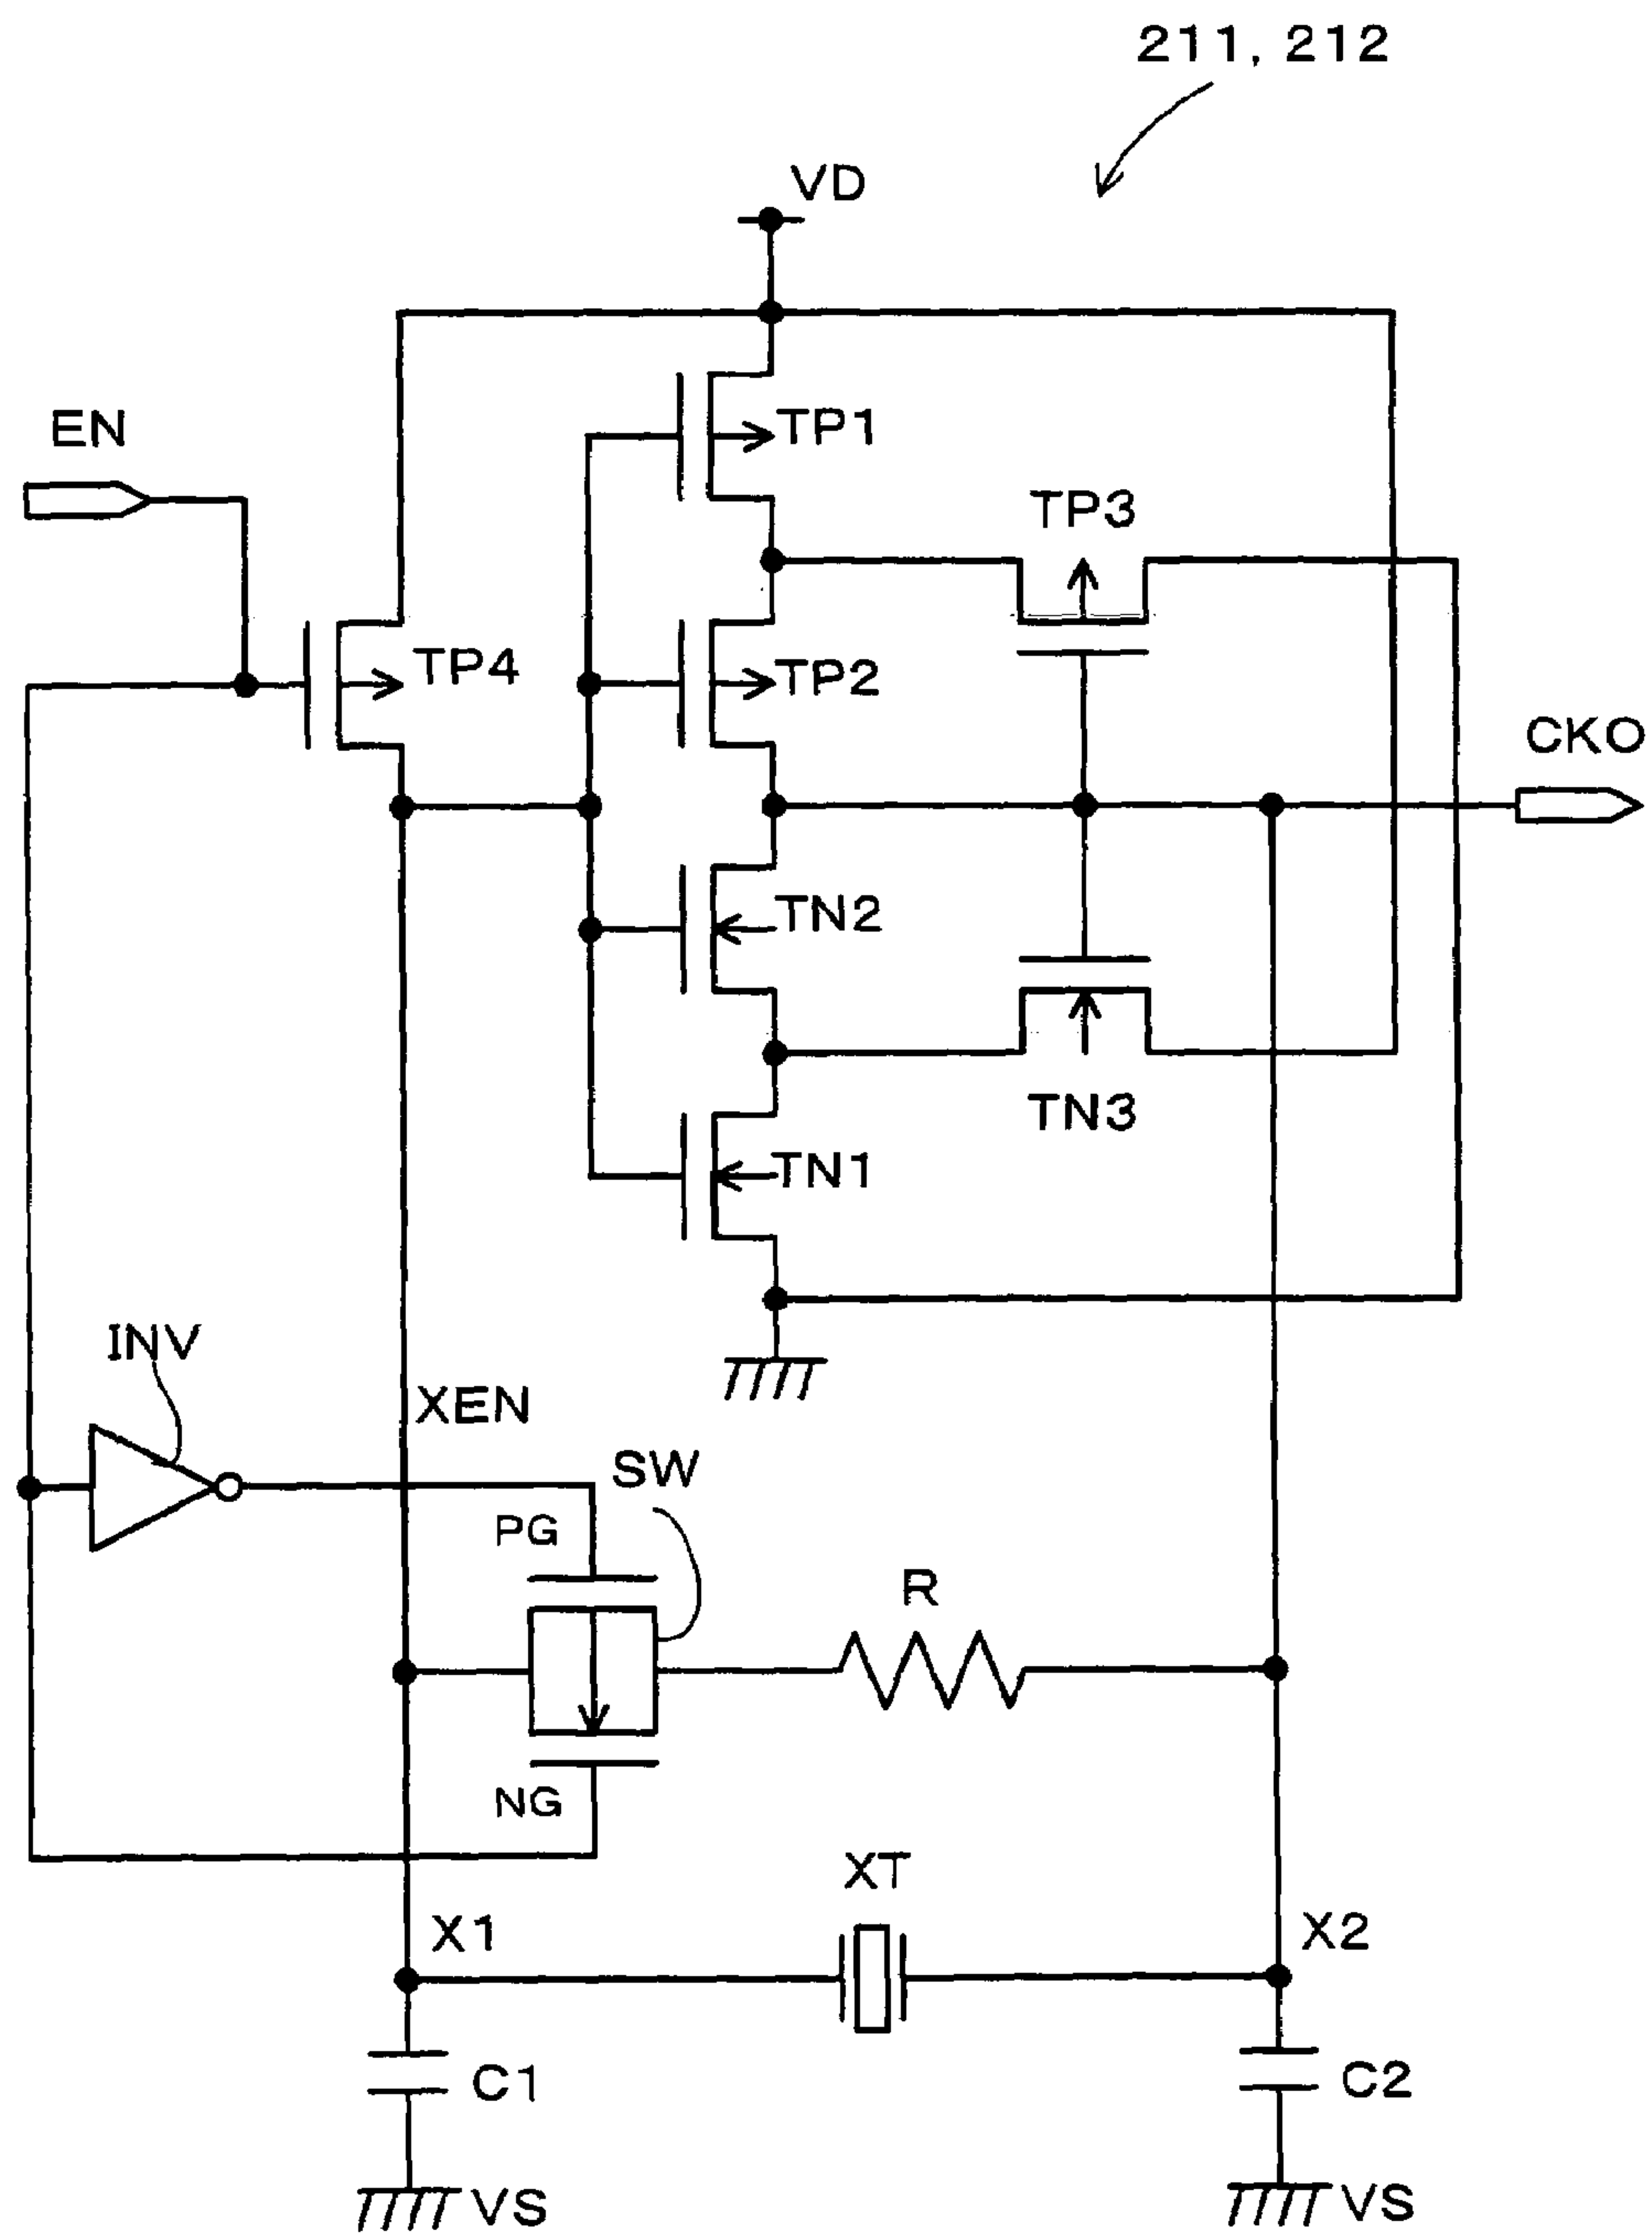 211, 212
VD
EN
TP1
TP3
TP4
TP2
CKO
TN2
TN3
TN1
INV
XEN
SW
PG
R
NG
XT
X1
X2
C1
C2
VS
VS